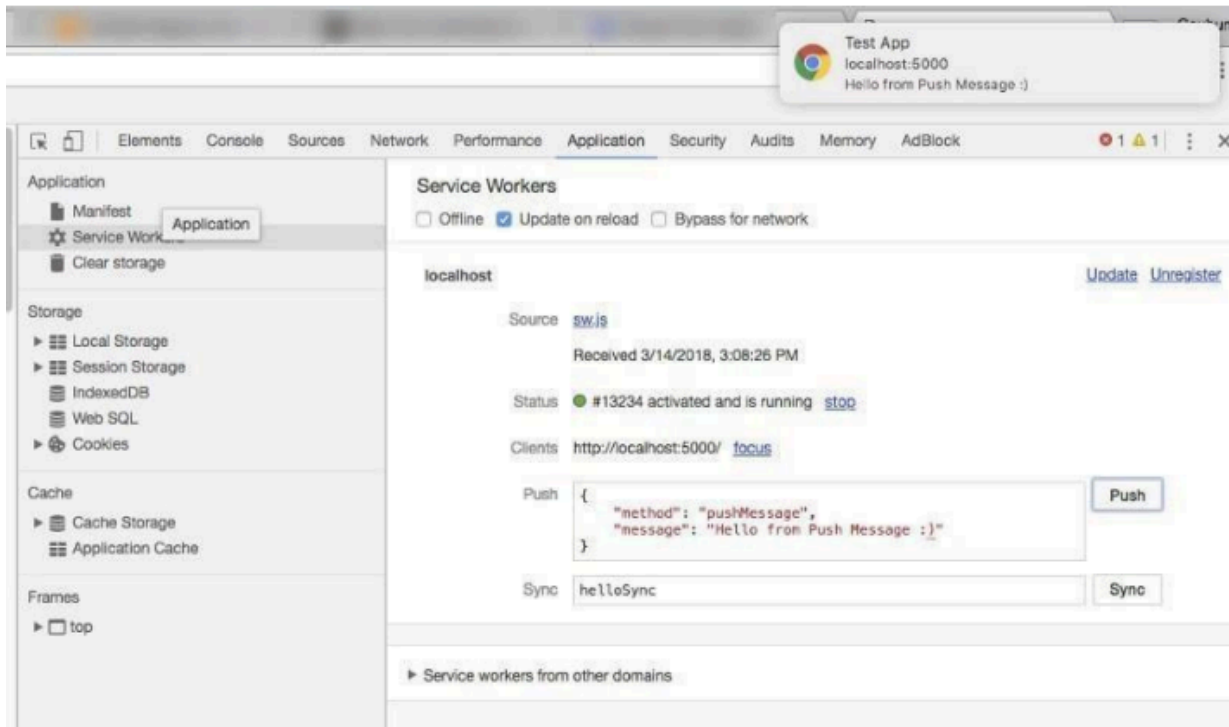 Test App
localhost:5000
Hello from Push Message :)
Elements Console Sources Network Performance Application Security Audits Memory AdBlock 1 1
Application
Manifest
Application
Service Workers
Clear storage
Storage
Local Storage
Session Storage
IndexedDB
Web SQL
Cookies
Cache
Cache Storage
Application Cache
Frames
top
Service Workers
Offline Update on reload Bypass for network
localhost Update Unregister
Source sw.js
Received 3/14/2018, 3:08:26 PM
Status #13234 activated and is running stop
Clients http://localhost:5000/ focus
Push {
"method": "pushMessage",
"message": "Hello from Push Message :)"
}
Push
Sync helloSync Sync
Service workers from other domains